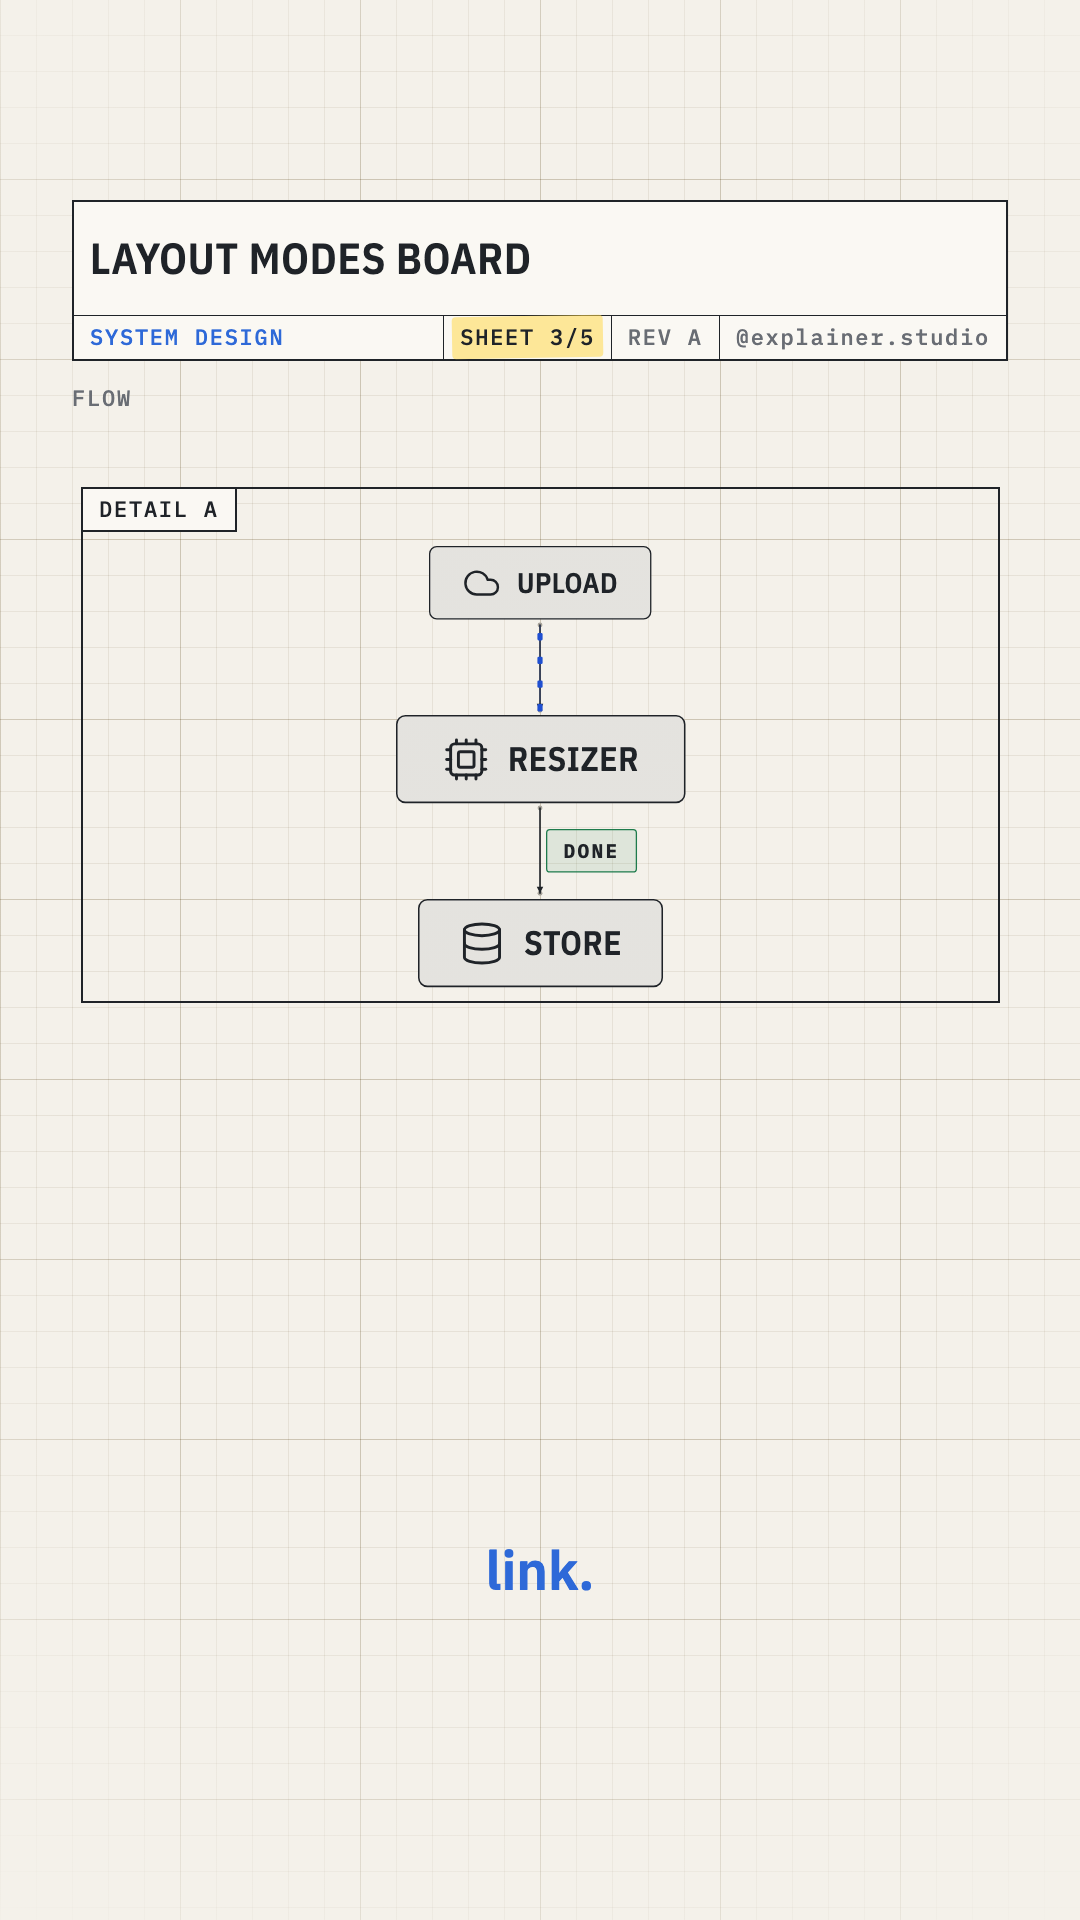 LAYOUT MODES BOARD
SYSTEM DESIGN SHEET 3/5 REV A @explainer.studio
FLOW
DETAIL A
UPLOAD
RESIZER
DONE
STORE
link.